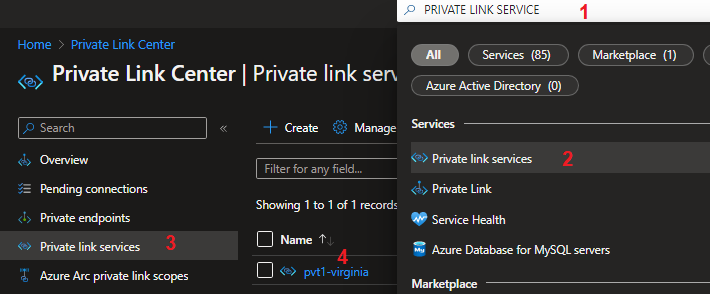 Home > Private Link Center
Private Link Center | Private link serv
Search
«
Overview
Pending connections
Private endpoints
Private link services 3
Azure Arc private link scopes
+ Create Manage
Filter for any field...
Showing 1 to 1 of 1 records
Name ↑↓
4
pvt1-virginia
PRIVATE LINK SERVICE 1
All Services (85) Marketplace (1)
Azure Active Directory (0)
Services
Private link services 2
Private Link
Service Health
My
Azure Database for MySQL servers
Marketplace